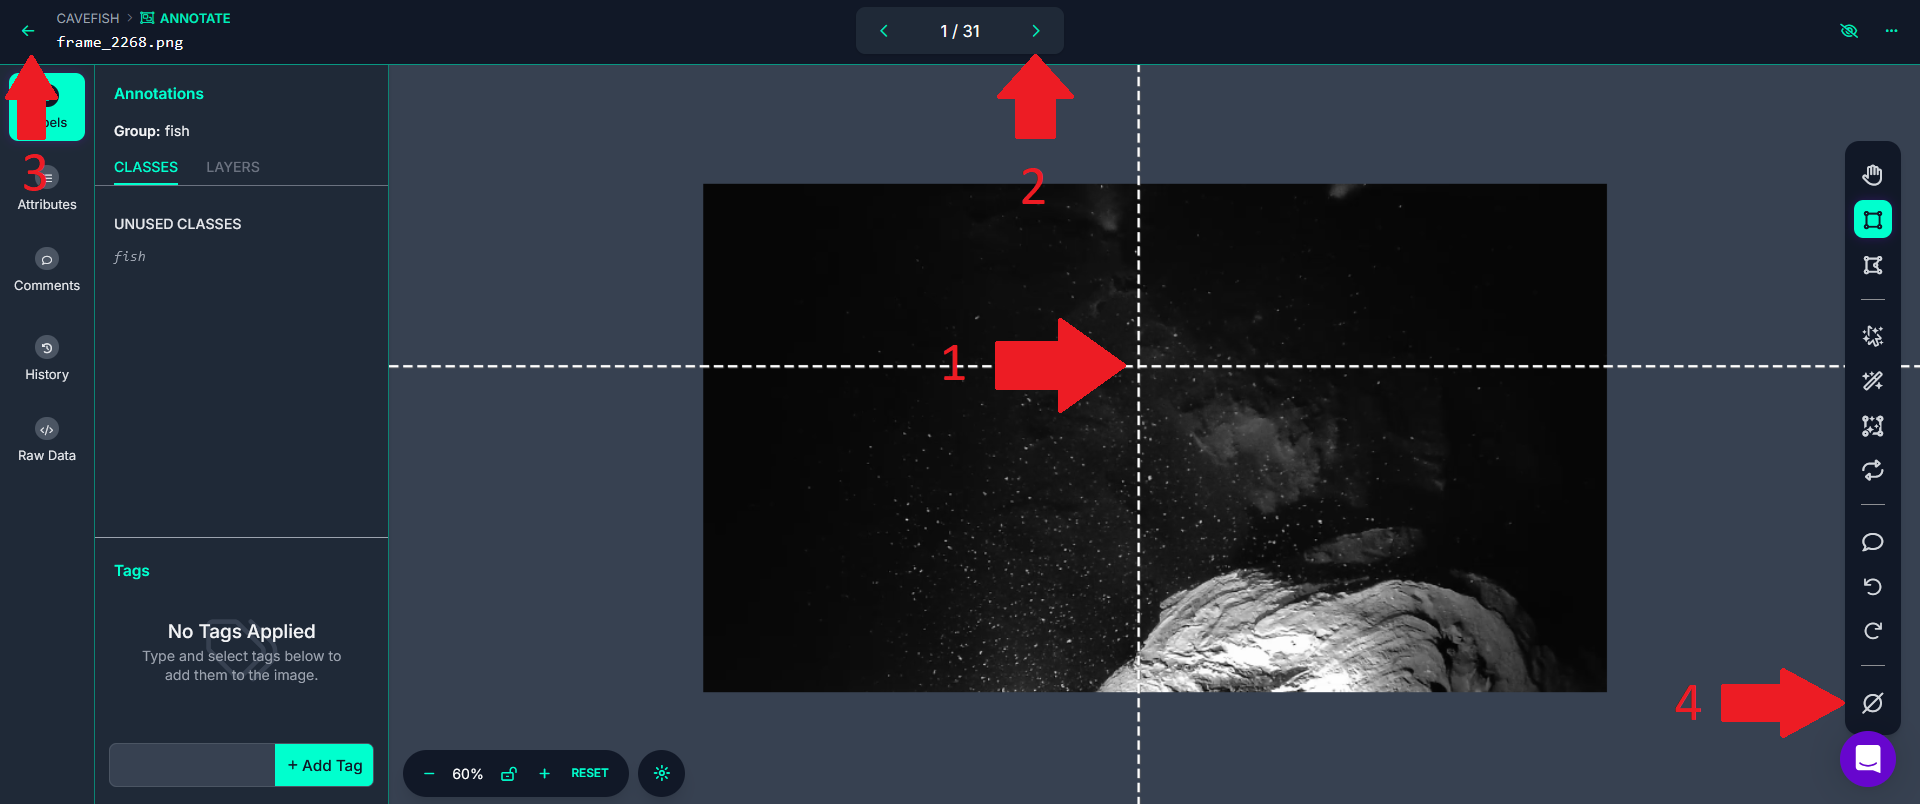 CAVEFISH > ANNOTATE
frame_2268.png
1 / 31
Annotations
Group: fish
CLASSES LAYERS
UNUSED CLASSES
fish
bels
Attributes
Comments
History
Raw Data
3
2
1
4
Tags
No Tags Applied
Type and select tags below to
add them to the image.
+ Add Tag
60%
RESET